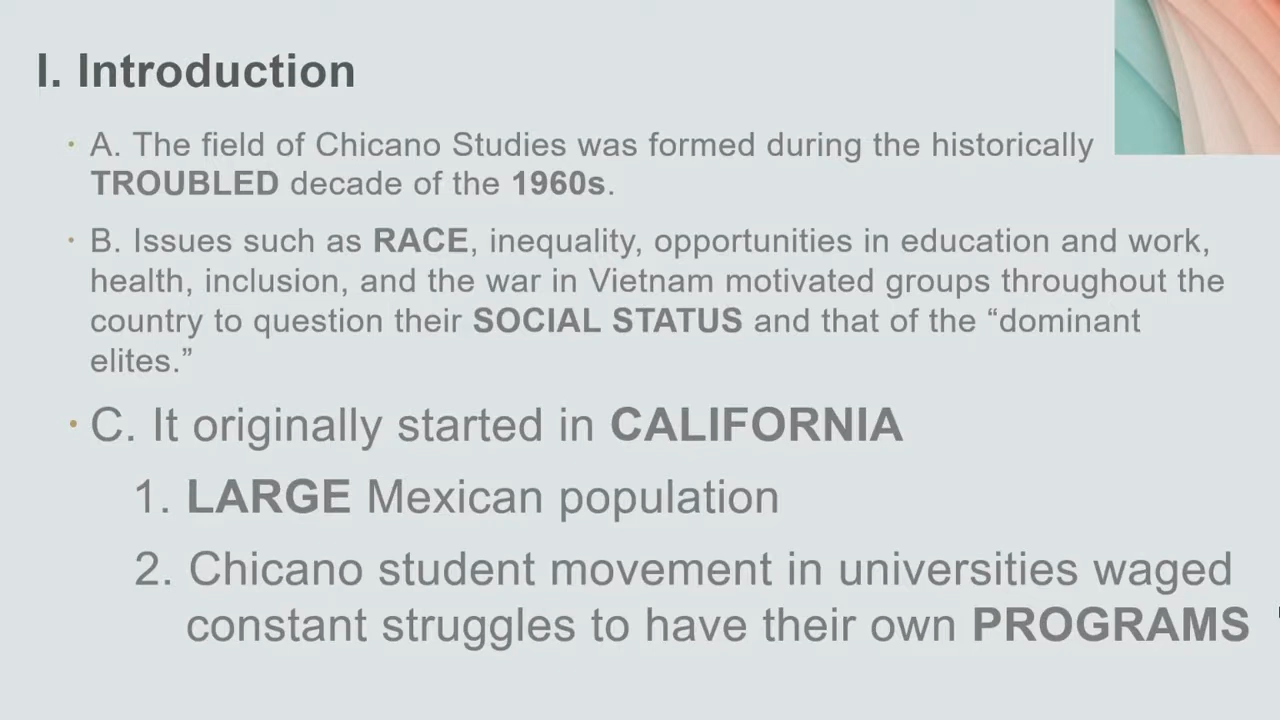 I. Introduction
· A. The field of Chicano Studies was formed during the historically
TROUBLED decade of the 1960s.
· B. Issues such as RACE, inequality, opportunities in education and work,
health, inclusion, and the war in Vietnam motivated groups throughout the
country to question their SOCIAL STATUS and that of the “dominant
elites.”
· C. It originally started in CALIFORNIA
1. LARGE Mexican population
2. Chicano student movement in universities waged
constant struggles to have their own PROGRAMS